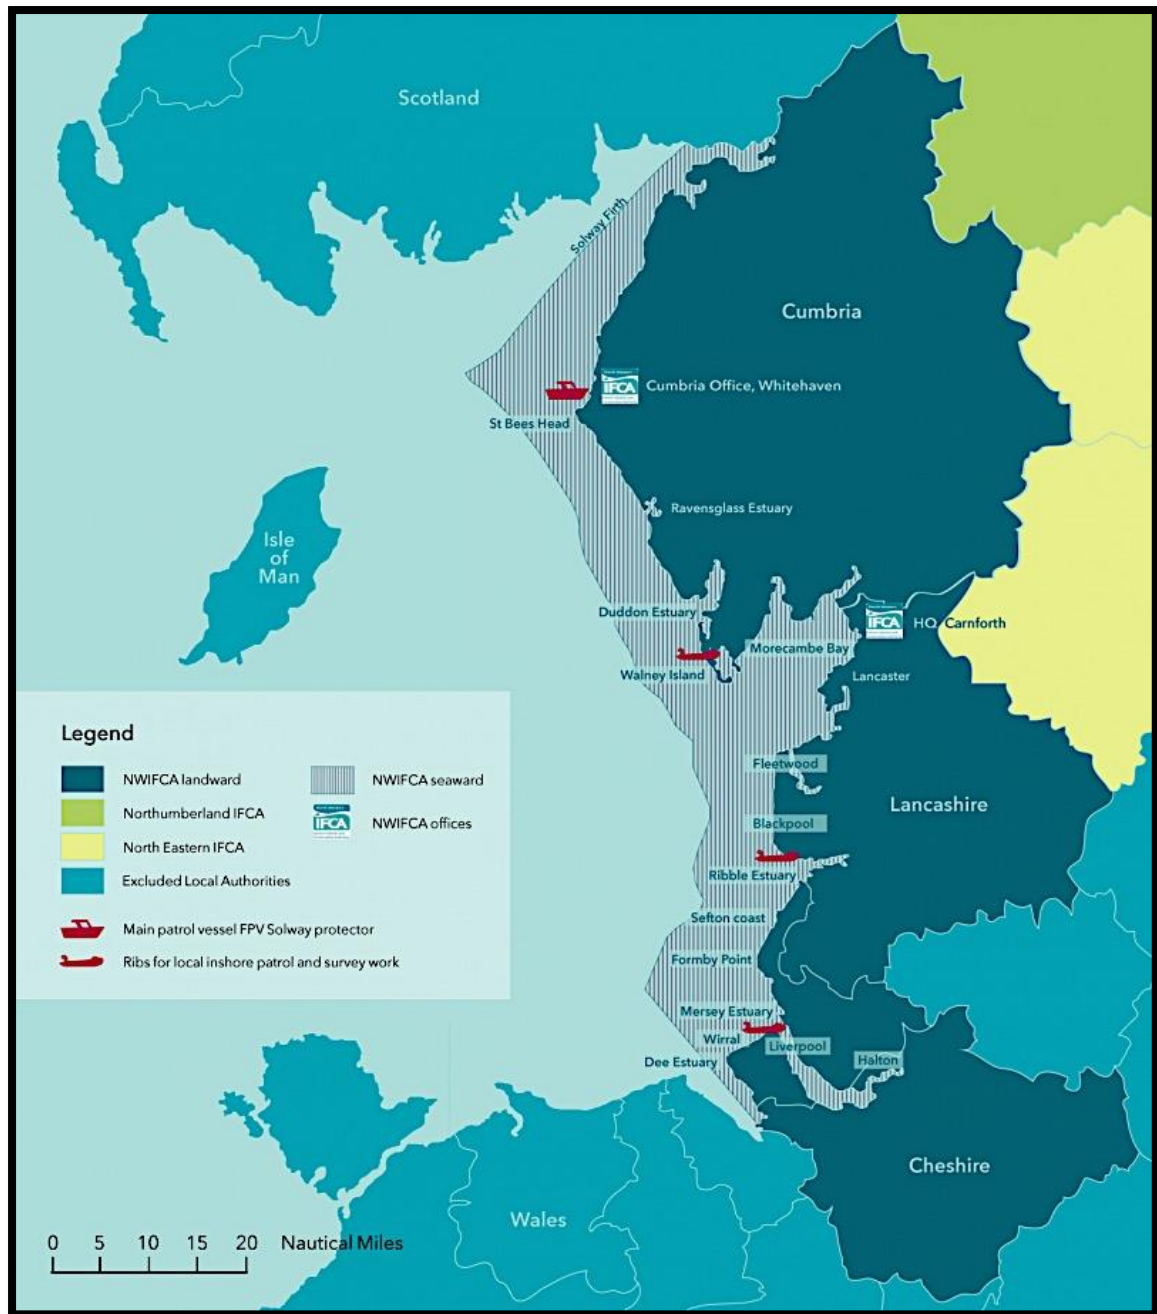 Scotland
Solway Firth
Cumbria
IFCA
Cumbria Office, Whitehaven
St Bees Head
Ravensglass Estuary
Isle
of
Man
Duddon Estuary
IFCA
HQ Carnforth
Morecambe Bay
Walney Island
Lancaster
Legend
NWIFCA landward
NWIFCA seaward
Northumberland IFCA
IFCA
NWIFCA offices
North Eastern IFCA
Excluded Local Authorities
Main patrol vessel FPV Solway protector
Ribs for local inshore patrol and survey work
Fleetwood
Lancashire
Blackpool
Ribble Estuary
Sefton coast
Formby Point
Mersey Estuary
Wirral
Liverpool
Dee Estuary
Halton
Cheshire
Wales
0 5 10 15 20 Nautical Miles